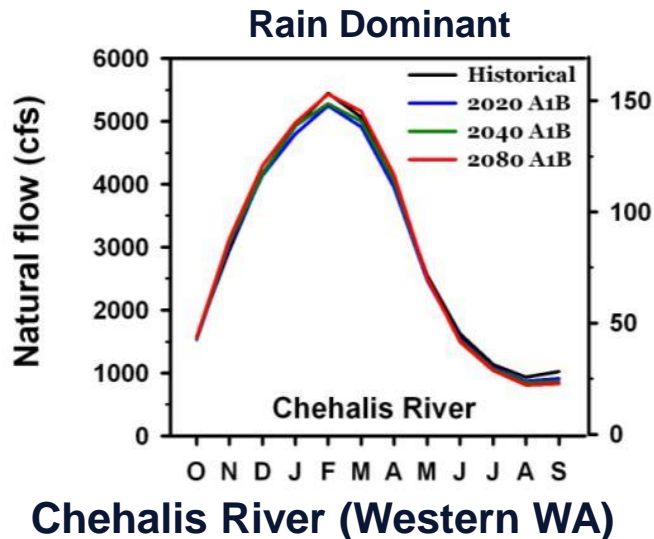 Rain Dominant
Natural flow (cfs)
6000
5000
4000
3000
2000
1000
0
Historical
2020 A1B
2040 A1B
2080 A1B
150
100
50
0
Chehalis River
O N D J F M A M J J A S
Chehalis River (Western WA)